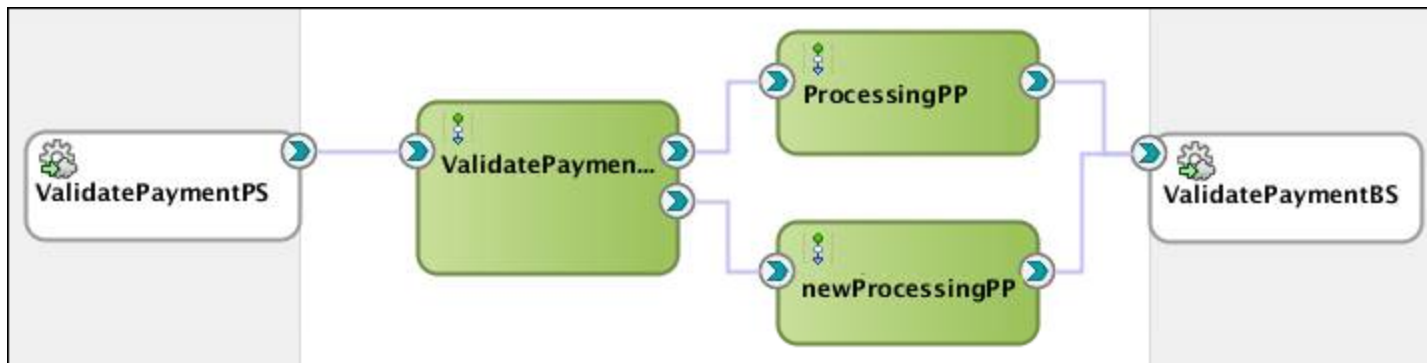 ValidatePaymentPS
ValidatePaymen...
ProcessingPP
newProcessingPP
ValidatePaymentBS